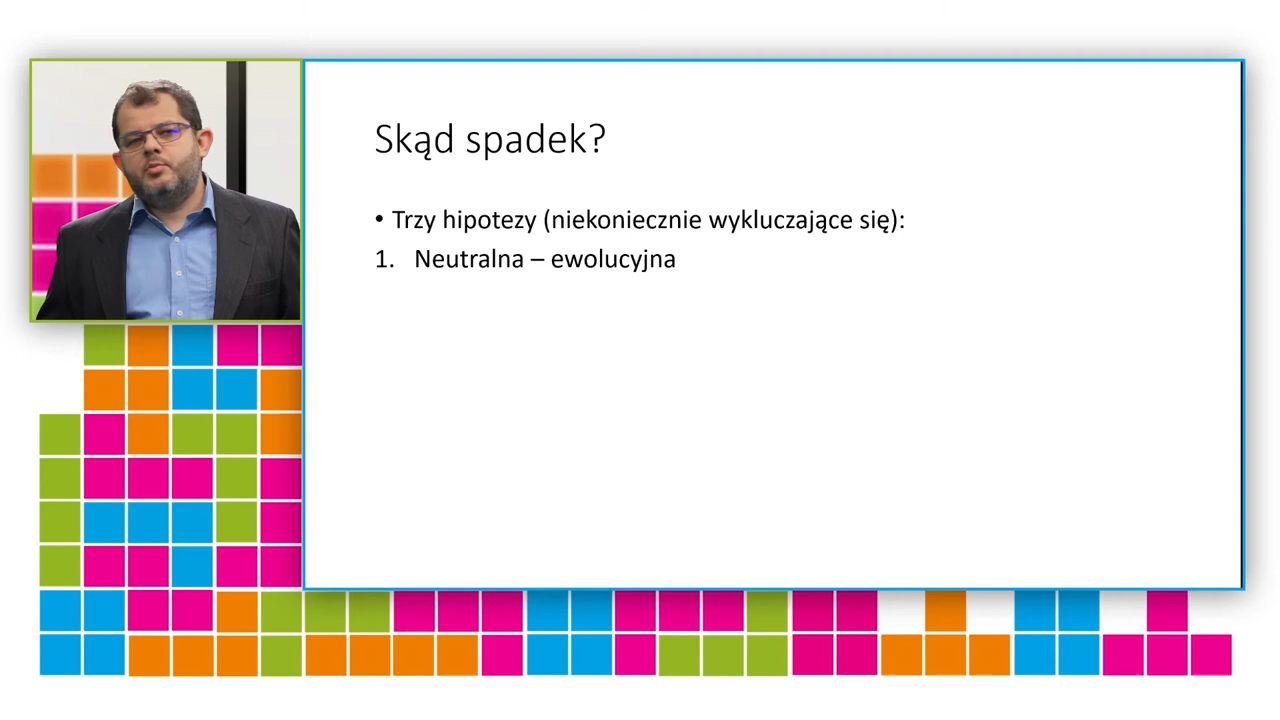 Skąd spadek?
• Trzy hipotezy (niekoniecznie wykluczające się):
1. Neutralna – ewolucyjna